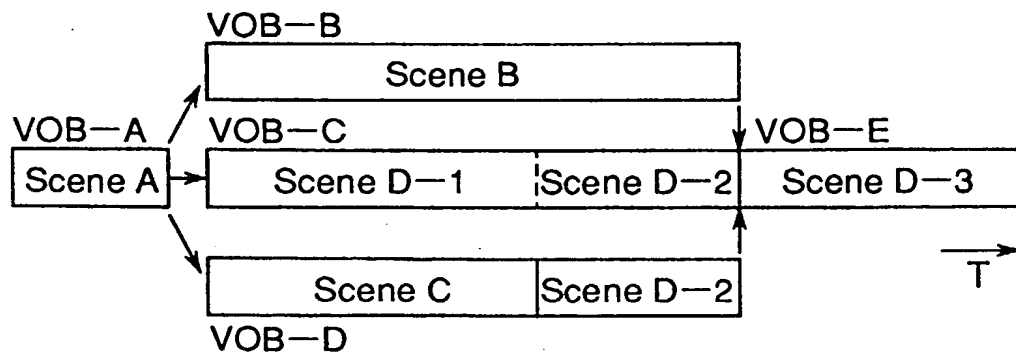 VOB—B
Scene B
VOB—A
VOB—C
VOB—E
Scene A
Scene D—1
Scene D—2
Scene D—3
Scene C
Scene D—2
T
VOB—D